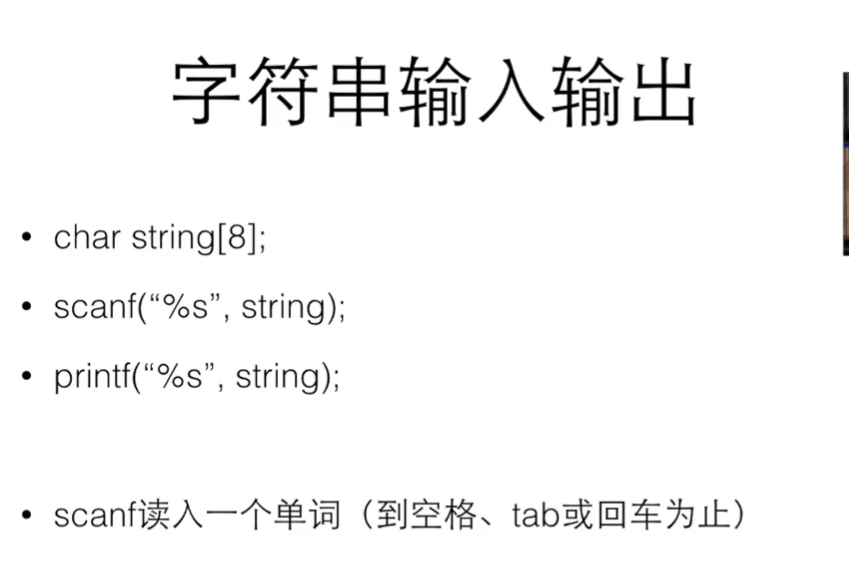 字符串输入输出
• char string[8];
• scanf(“%s”, string);
• printf(“%s”, string);
• scanf读入一个单词（到空格、tab或回车为止）